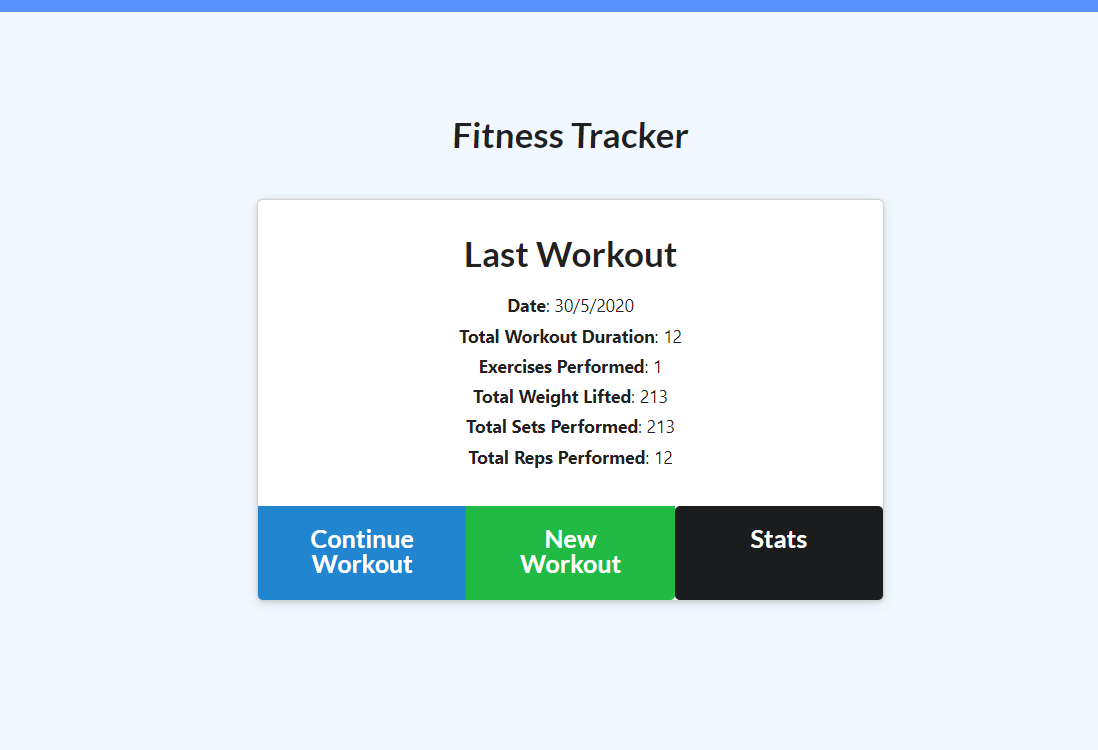 Fitness Tracker
Last Workout
Date: 30/5/2020
Total Workout Duration: 12
Exercises Performed: 1
Total Weight Lifted: 213
Total Sets Performed: 213
Total Reps Performed: 12
Continue
Workout
New
Workout
Stats